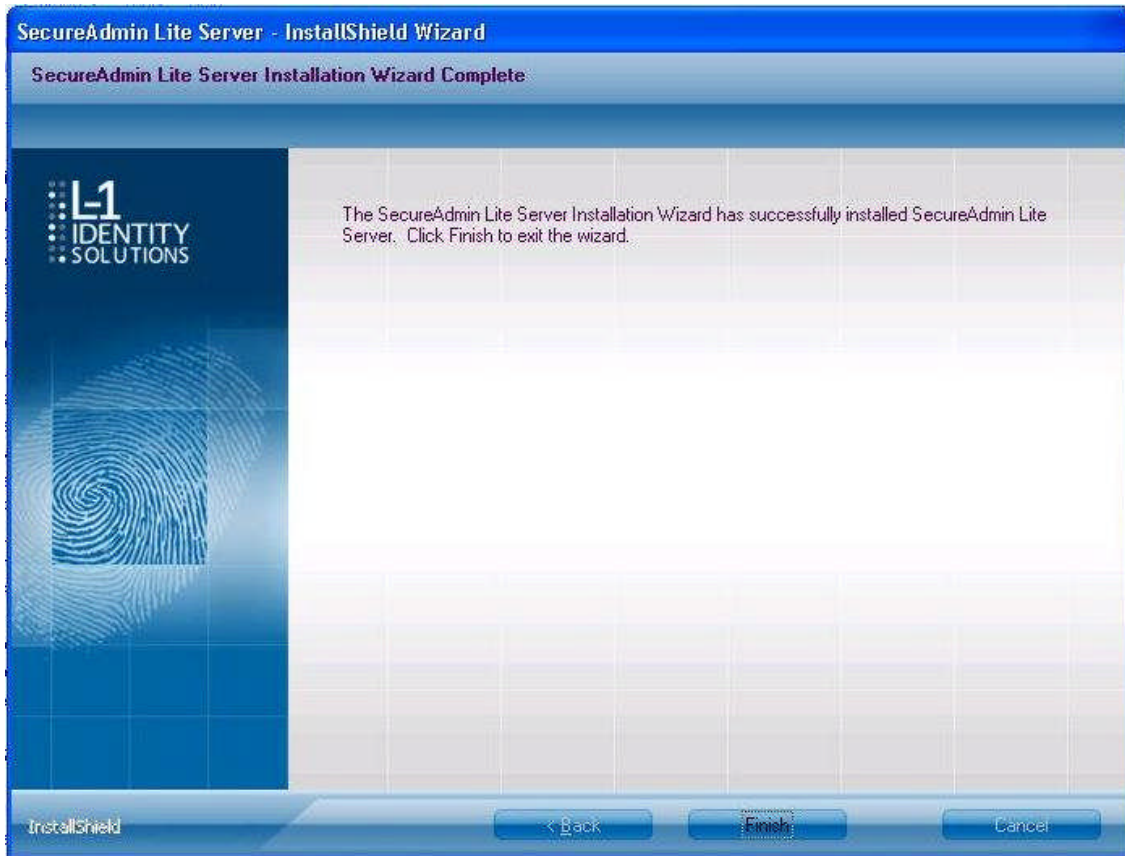 SecureAdmin Lite Server - InstallShield Wizard
SecureAdmin Lite Server Installation Wizard Complete
L-1
IDENTITY
SOLUTIONS
The SecureAdmin Lite Server Installation Wizard has successfully installed SecureAdmin Lite
Server. Click Finish to exit the wizard.
InstallShield
< Back
Finish
Cancel